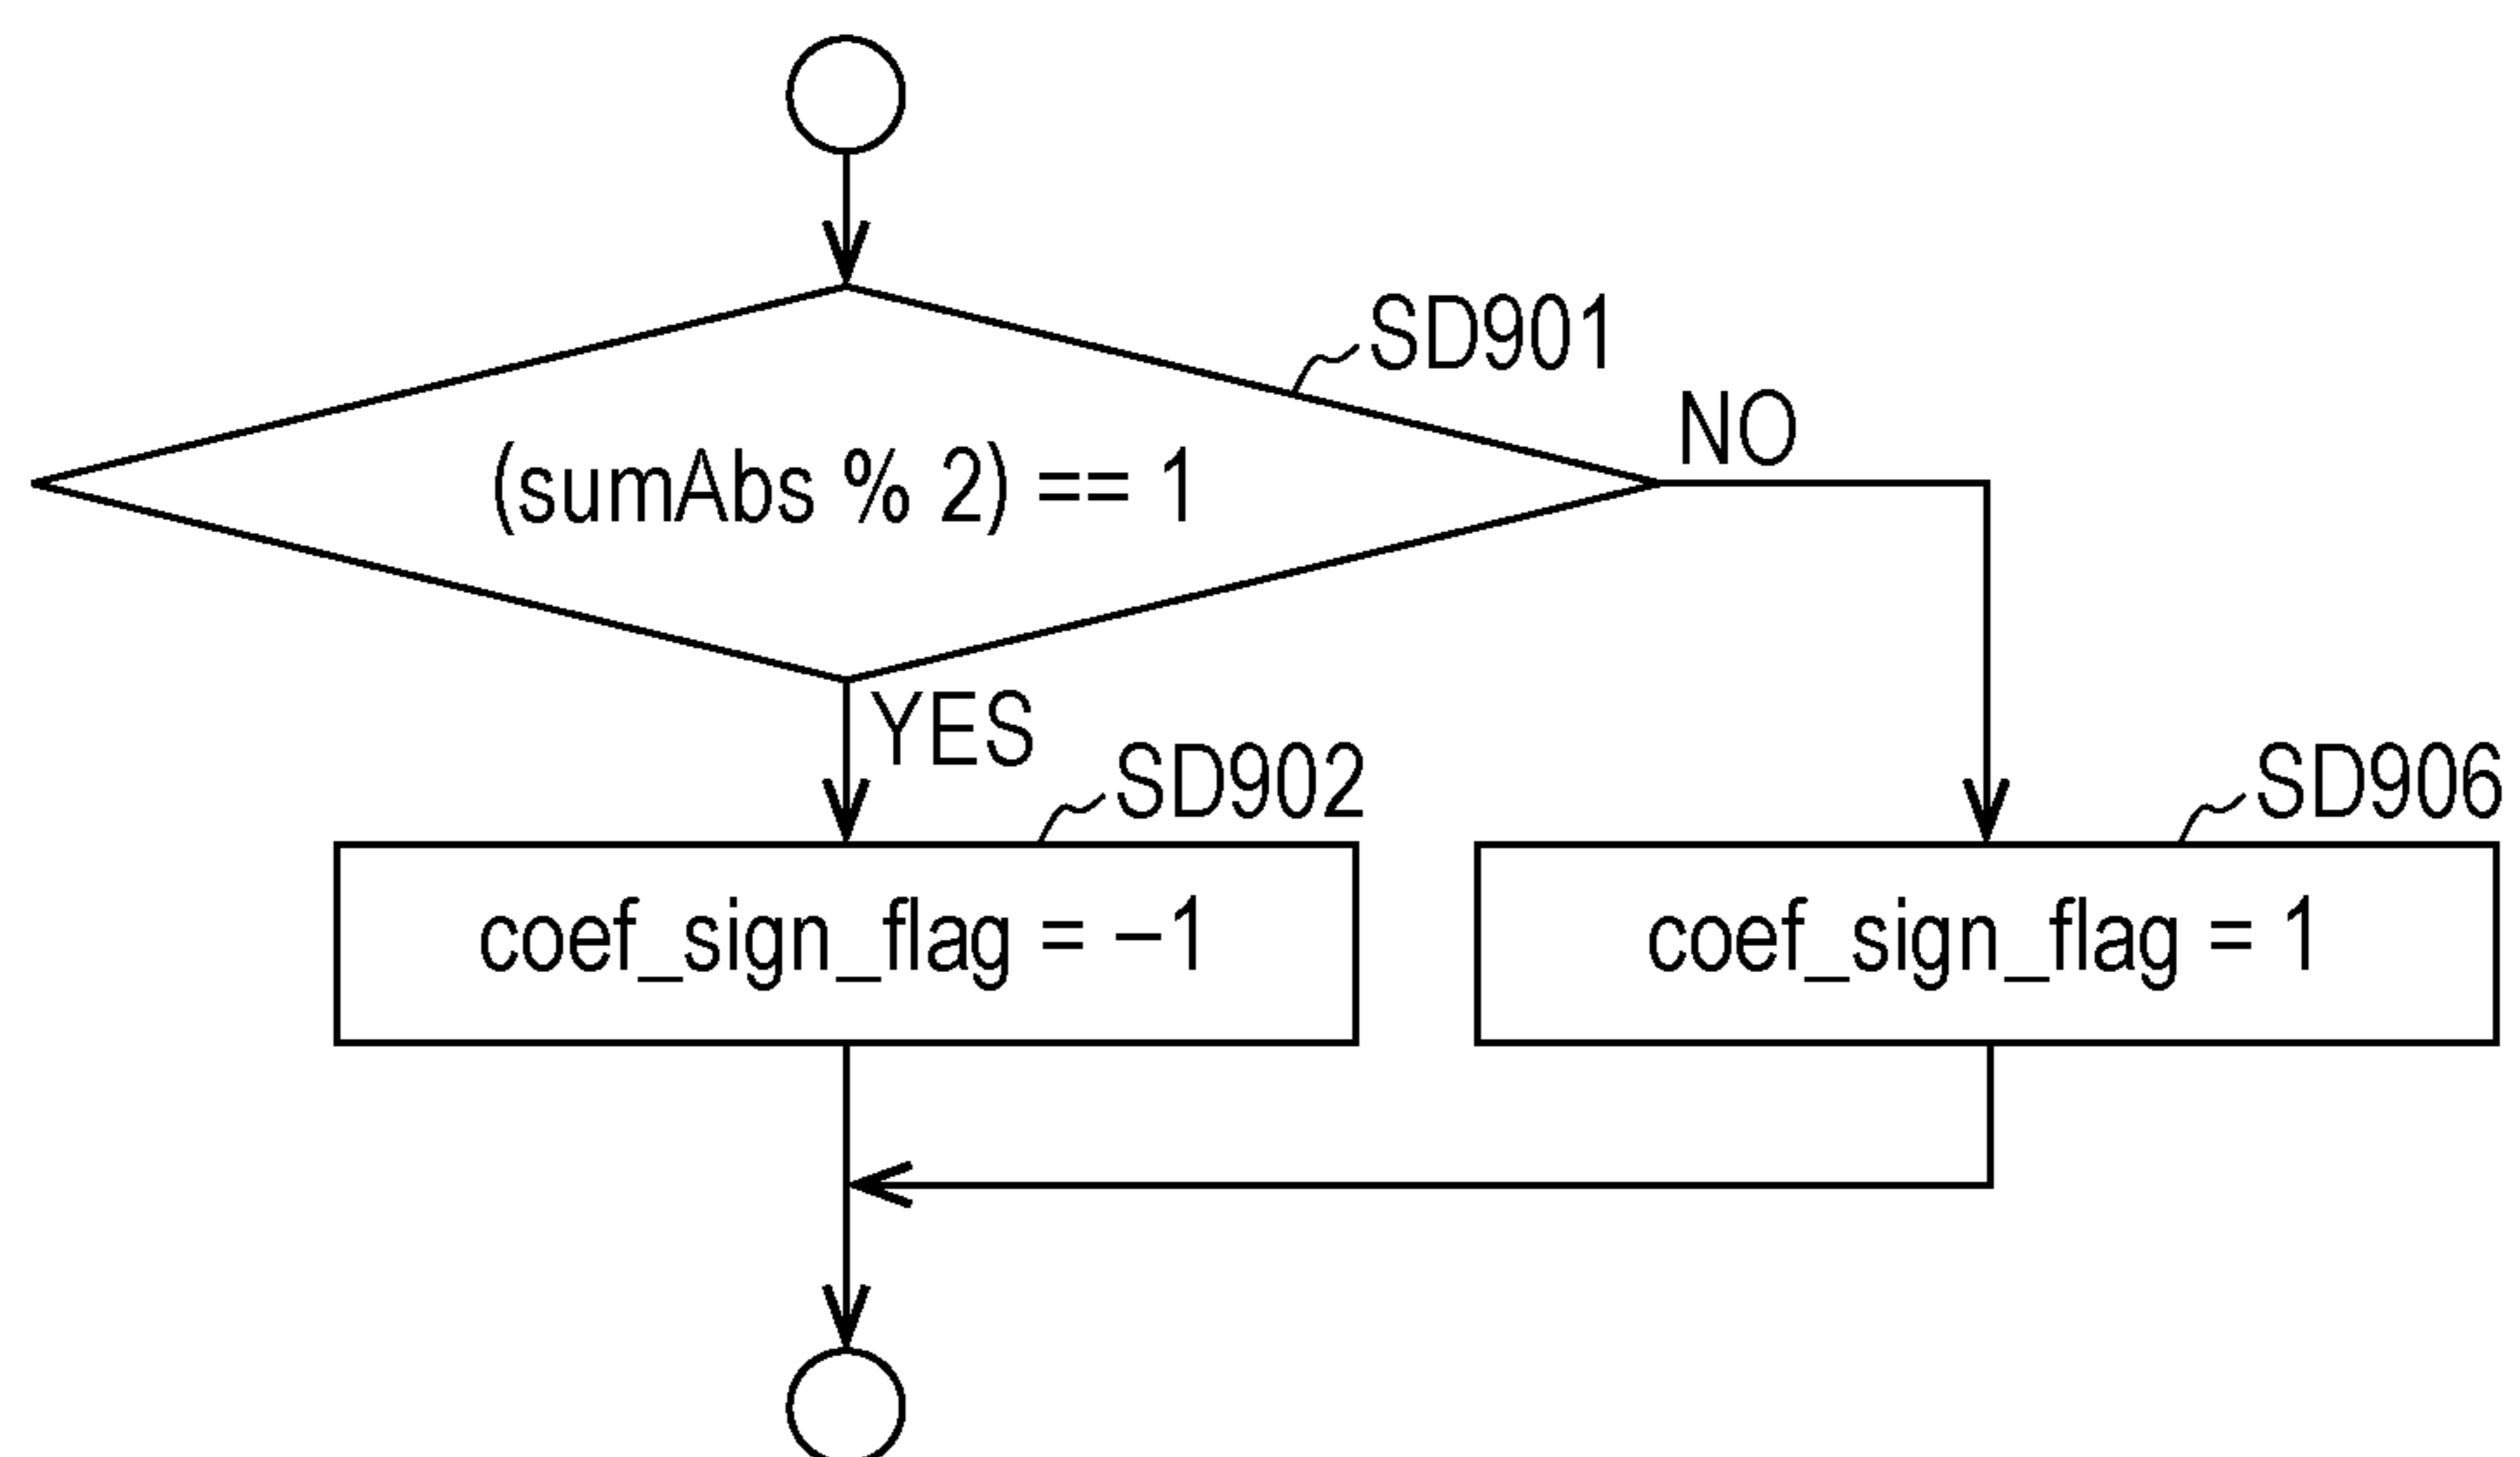 SD901
NO
(sumAbs % 2) == 1
YES
SD902
SD906
coef_sign_flag = –1
coef_sign_flag = 1